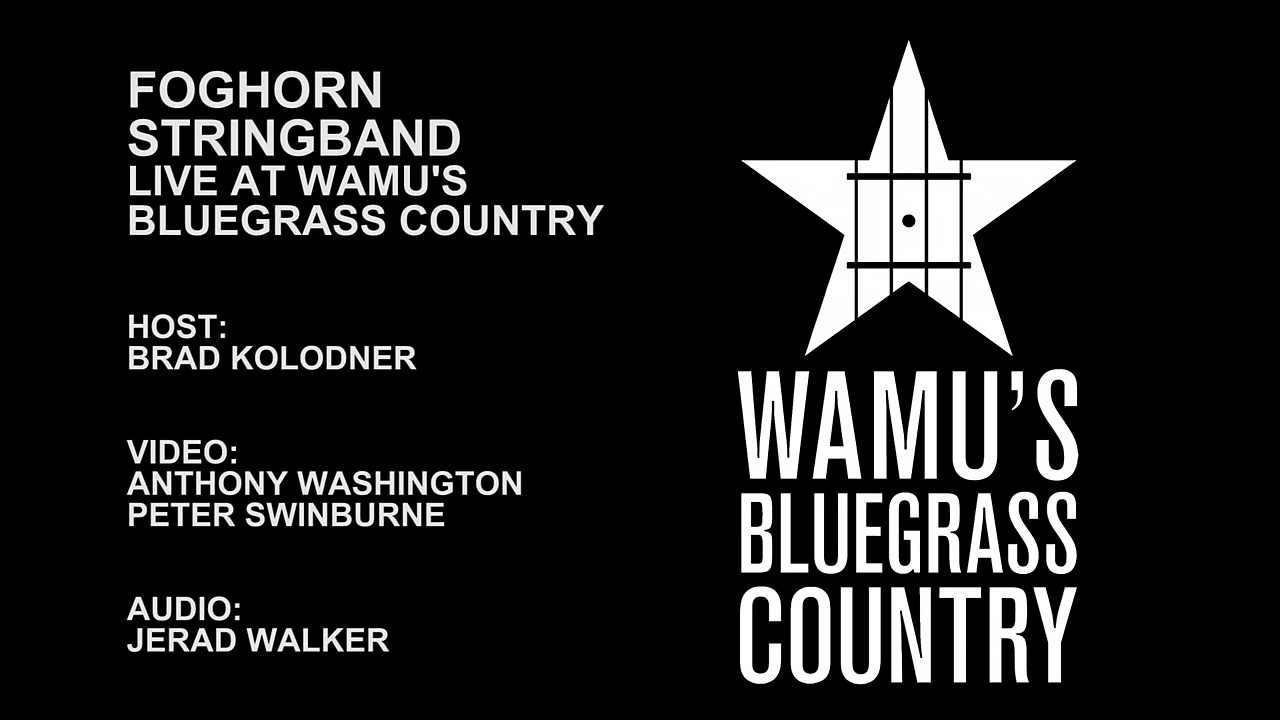 FOGHORN
STRINGBAND
LIVE AT WAMU'S
BLUEGRASS COUNTRY
HOST:
BRAD KOLODNER
VIDEO:
ANTHONY WASHINGTON
PETER SWINBURNE
AUDIO:
JERAD WALKER
WAMU'S
BLUEGRASS
COUNTRY